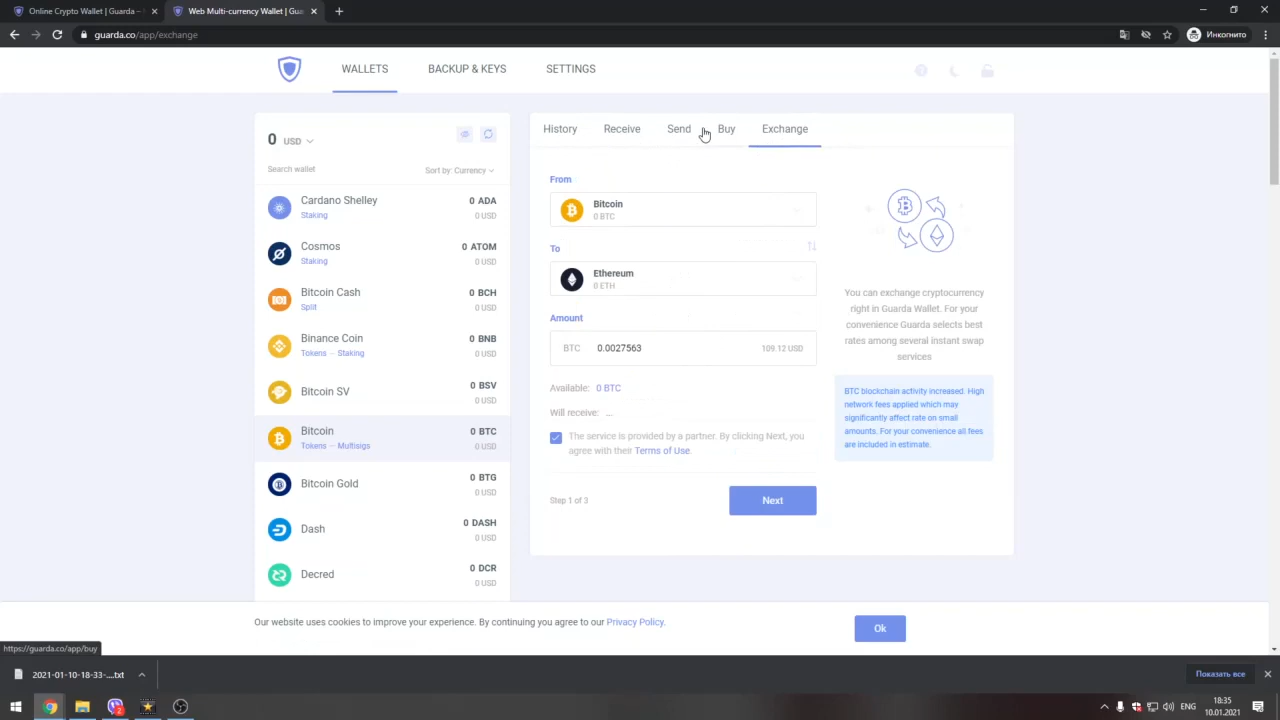 Online Crypto Wallet | Guarda –
Web Multi-currency Wallet | Gua
guarda.co/app/exchange
Инкогнито
WALLETS
BACKUP & KEYS
SETTINGS
0 USD
Search wallet
Sort by: Currency
Cardano Shelley
0 ADA
Staking
0 USD
Cosmos
0 ATOM
Staking
0 USD
Bitcoin Cash
0 BCH
Split
0 USD
Binance Coin
0 BNB
Tokens — Staking
0 USD
Bitcoin SV
0 BSV
0 USD
Bitcoin
0 BTC
Tokens — Multisigs
0 USD
Bitcoin Gold
0 BTG
0 USD
Dash
0 DASH
0 USD
Decred
0 DCR
0 USD
History
Receive
Send
Buy
Exchange
From
Bitcoin
0 BTC
To
Ethereum
0 ETH
Amount
BTC 0.0027563 109.12 USD
Available: 0 BTC
Will receive: ...
The service is provided by a partner. By clicking Next, you
agree with their Terms of Use.
Step 1 of 3
Next
You can exchange cryptocurrency
right in Guarda Wallet. For your
convenience Guarda selects best
rates among several instant swap
services
BTC blockchain activity increased. High
network fees applied which may
significantly affect rate on small
amounts. For your convenience all fees
are included in estimate.
Our website uses cookies to improve your experience. By continuing you agree to our Privacy Policy.
Ok
https://guarda.co/app/buy
2021-01-10-18-33-....txt
Показать все
ENG
18:35
10.01.2021